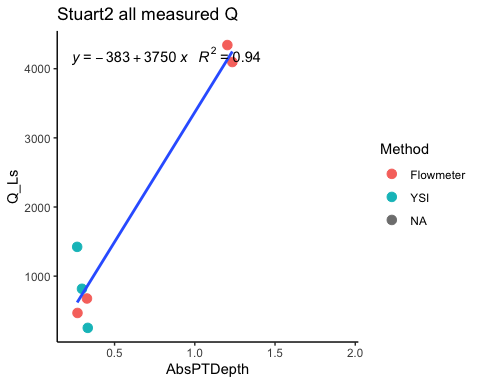 Stuart2 all measured Q
y = − 383 + 3750 x R² = 0.94
4000
3000
2000
1000
Q_Ls
0.5 1.0 1.5 2.0
AbsPTDepth
Method
Flowmeter
YSI
NA